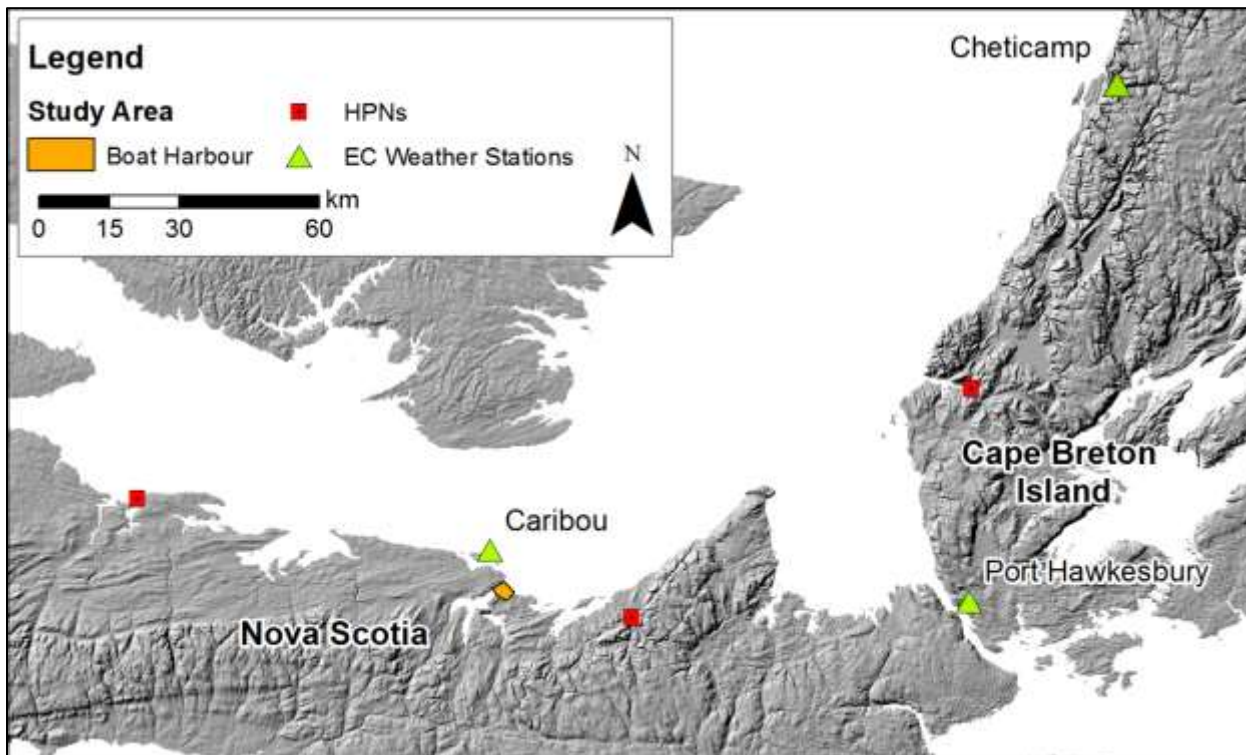 Legend
Study Area
HPNs
Boat Harbour
EC Weather Stations
N
km
0 15 30 60
Cheticamp
Cape Breton
Island
Caribou
Port Hawkesbury
Nova Scotia